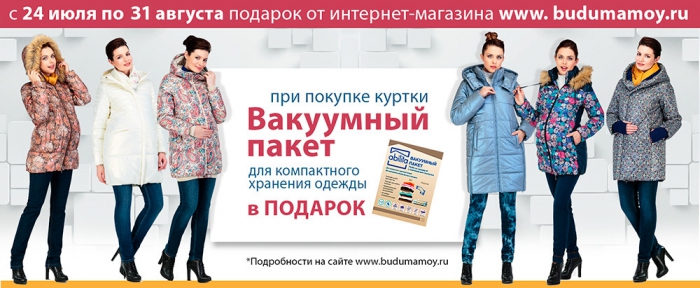 с 24 июля по 31 августа подарок от интернет-магазина www. budumamoy.ru
при покупке куртки
Вакуумный
пакет
для компактного
хранения одежды
в ПОДАРОК
abilita
ВАКУУМНЫЙ
ПАКЕТ
*Подробности на сайте www.budumamoy.ru